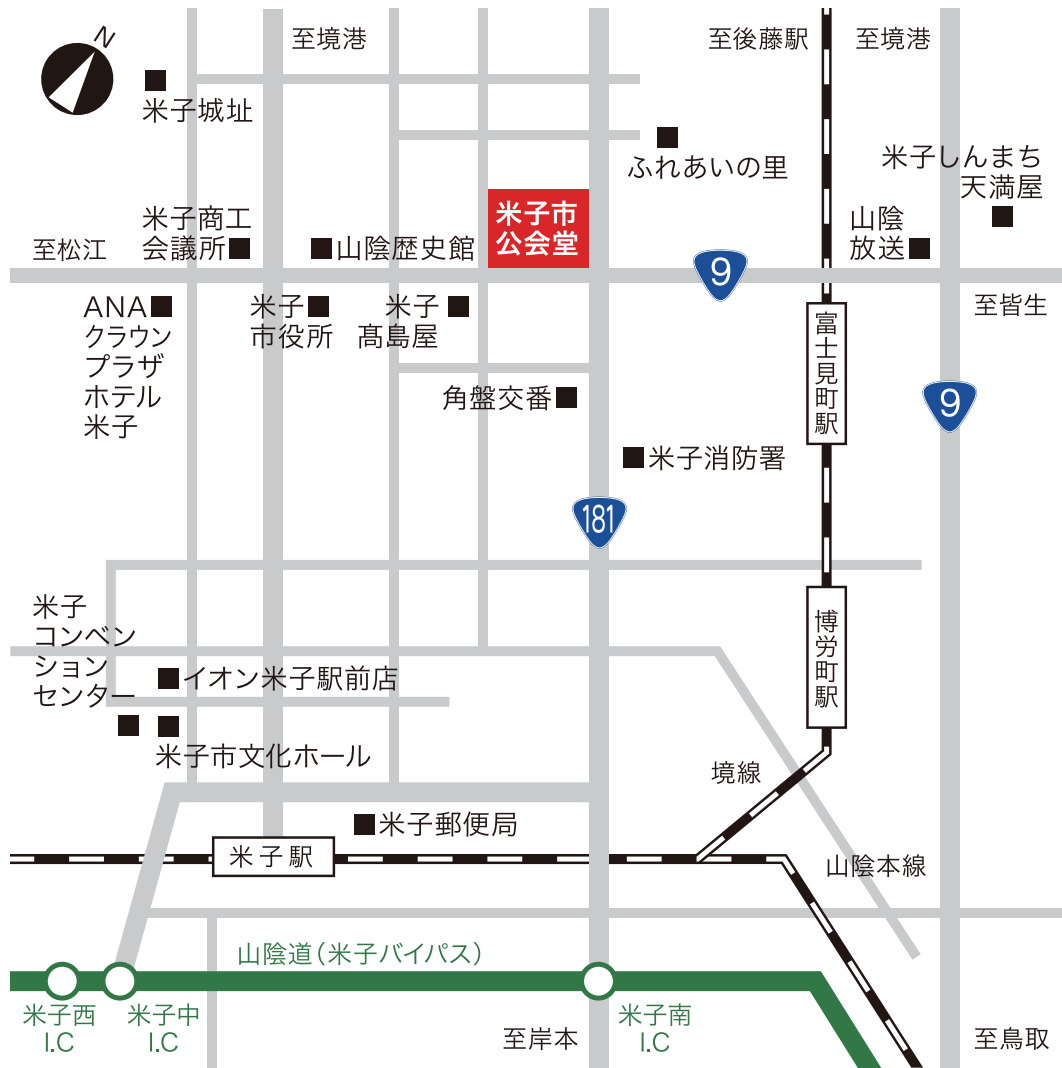 N
至境港
至後藤駅
至境港
米子城址
ふれあいの里
米子しんまち
天満屋
米子商工
会議所
山陰歴史館
米子市
公会堂
山陰
放送
至松江
9
至皆生
ANA
クラウン
プラザ
ホテル
米子
米子
市役所
米子
髙島屋
富士見町駅
角盤交番
9
米子消防署
181
米子
コンベン
ション
センター
博労町駅
イオン米子駅前店
米子市文化ホール
境線
米子郵便局
米子駅
山陰本線
山陰道(米子バイパス)
米子西
I.C
米子中
I.C
米子南
I.C
至岸本
至鳥取